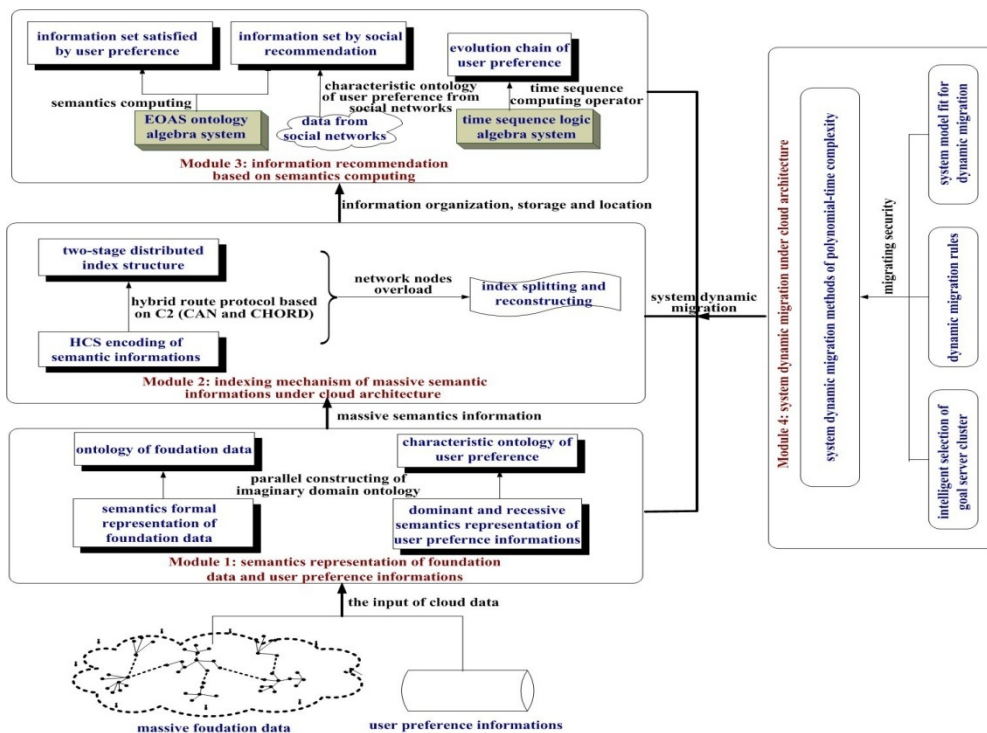 information set satisfied
by user preference
information set by social
recommendation
evolution chain of
user preference
semantics computing
characteristic ontology
of user preference from
social networks
time sequence
computing operator
EOAS ontology
algebra system
data from
social networks
time sequence logic
algebra system
Module 3: information recommendation
based on semantics computing
information organization, storage and location
two-stage distributed
index structure
hybrid route protocol based
on C2 (CAN and CHORD)
HCS encoding of
semantic informations
network nodes
overload
index splitting and
reconstructing
Module 2: indexing mechanism of massive semantic
informations under cloud architecture
massive semantics information
ontology of foudation data
characteristic ontology of
user preference
parallel constructing of
imaginary domain ontology
semantics formal
representation of
foundation data
dominant and recessive
semantics representation of
user prefernce informations
Module 1: semantics representation of foundation
data and user preference informations
the input of cloud data
massive foudation data
user preference informations
system dynamic
migration
Module 4: system dynamic migration under cloud architecture
system dynamic migration methods of polynomial-time complexity
migrating security
system model fit for
dynamic migration
dynamic migration rules
intelligent selection of
goal server cluster